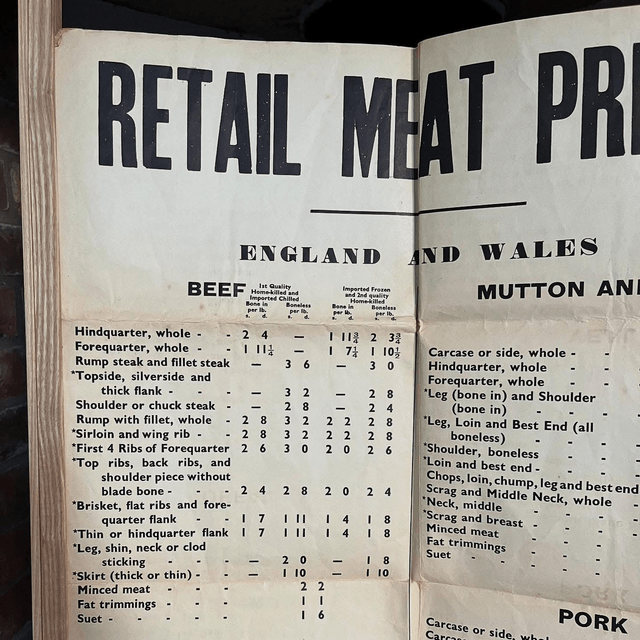 RETAIL MEAT PRI
ENGLAND AND WALES
BEEF
1st Quality Home-killed and Imported Chilled
Imported Frozen and 2nd quality Home-killed
Bone in per lb. Boneless per lb. Bone in per lb. Boneless per lb.
s. d. s. d. s. d. s. d.
Hindquarter, whole - - 2 4 — 1 11¾ 2 3¾
Forequarter, whole - - 1 11¼ — 1 7¼ 1 10½
Rump steak and fillet steak — 3 6 — 3 0
*Topside, silverside and
thick flank - - — 3 2 — 2 8
Shoulder or chuck steak - — 2 8 — 2 4
Rump with fillet, whole - 2 8 3 2 2 2 2 8
*Sirloin and wing rib - - 2 8 3 2 2 2 2 8
*First 4 Ribs of Forequarter 2 6 3 0 2 0 2 6
*Top ribs, back ribs, and
shoulder piece without
blade bone - - 2 4 2 8 2 0 2 4
*Brisket, flat ribs and fore-
quarter flank - - 1 7 1 11 1 4 1 8
*Thin or hindquarter flank 1 7 1 11 1 4 1 8
*Leg, shin, neck or clod
sticking - - — 2 0 — 1 8
*Skirt (thick or thin) - - — 1 10 — 1 10
Minced meat - - - 2 2
Fat trimmings - - - 1 1
Suet - - - - 1 6
MUTTON AN
Carcase or side, whole - -
Hindquarter, whole - -
Forequarter, whole - -
*Leg (bone in) and Shoulder
(bone in) - - -
*Leg, Loin and Best End (all
boneless) - - -
*Shoulder, boneless - -
*Loin and best end - - -
Chops, loin, chump, leg and best end
Scrag and Middle Neck, whole -
*Neck, middle - - -
*Scrag and breast - - -
Minced meat - - -
Fat trimmings - - -
Suet - - -
PORK
Carcase or side, whole